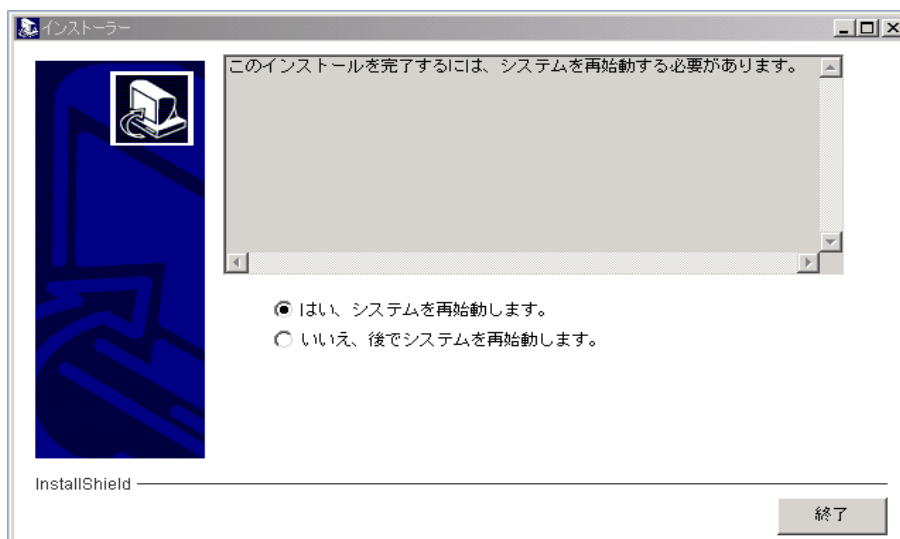 インストーラー
このインストールを完了するには、システムを再始動する必要があります。
はい、システムを再始動します。
いいえ、後でシステムを再始動します。
InstallShield
終了